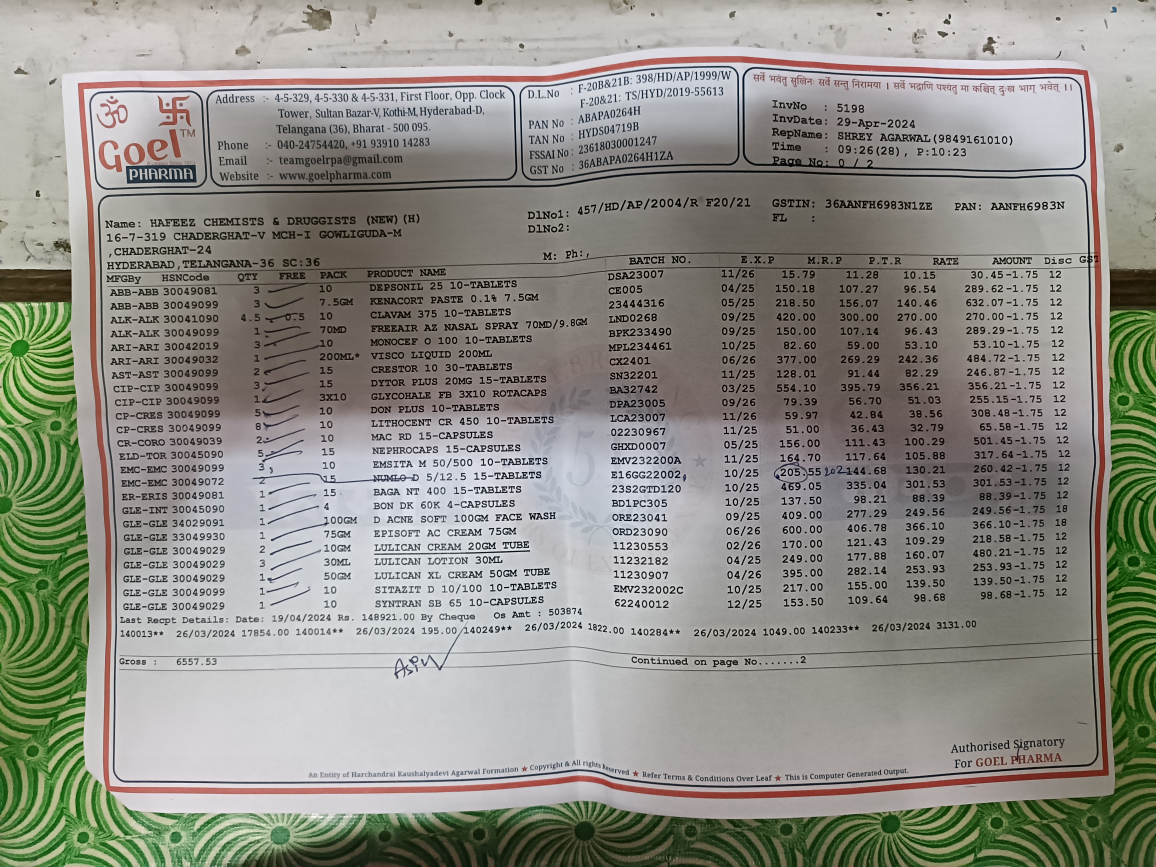 ॐ 卐
Goel™
PHARMA
Address :- 4-5-329, 4-5-330 & 4-5-331, First Floor, Opp. Clock
Tower, Sultan Bazar-V, Kothi-M, Hyderabad-D,
Telangana (36), Bharat - 500 095.
Phone :- 040-24754420, +91 93910 14283
Email :- teamgoelrpa@gmail.com
Website :- www.goelpharma.com
D.L.No : F-20B&21B: 398/HD/AP/1999/W
F-20&21: TS/HYD/2019-55613
PAN No : ABAPA0264H
TAN No : HYDS04719B
FSSAI No : 23618030001247
GST No : 36ABAPA0264H1ZA
सर्वे भवन्तु सुखिनः सर्वे सन्तु निरामया । सर्वे भद्राणि पश्यन्तु मा कश्चित् दुःख भाग् भवेत् ।।
InvNo : 5198
InvDate: 29-Apr-2024
RepName: SHREY AGARWAL(9849161010)
Time : 09:26(28), P:10:23
Page No: 0 / 2
Name: HAFEEZ CHEMISTS & DRUGGISTS (NEW)(H)
16-7-319 CHADERGHAT-V MCH-I GOWLIGUDA-M
,CHADERGHAT-24
HYDERABAD,TELANGANA-36 SC:36
M: Ph:,
DlNo1: 457/HD/AP/2004/R F20/21
DlNo2:
GSTIN: 36AANFH6983N1ZE PAN: AANFH6983N
FL :
MFGBy HSNCode QTY FREE PACK PRODUCT NAME BATCH NO. E.X.P M.R.P P.T.R RATE AMOUNT Disc GST
ABB-ABB 30049081 3 10 DEPSONIL 25 10-TABLETS DSA23007 11/26 15.79 11.28 10.15 30.45-1.75 12
ABB-ABB 30049099 3 7.5GM KENACORT PASTE 0.1% 7.5GM CE005 04/25 150.18 107.27 96.54 289.62-1.75 12
ALK-ALK 30041090 4.5 0.5 10 CLAVAM 375 10-TABLETS 23444316 05/25 218.50 156.07 140.46 632.07-1.75 12
ALK-ALK 30049099 1 70MD FREEAIR AZ NASAL SPRAY 70MD/9.8GM LND0268 09/25 420.00 300.00 270.00 270.00-1.75 12
ARI-ARI 30042019 3 10 MONOCEF O 100 10-TABLETS BPK233490 09/25 150.00 107.14 96.43 289.29-1.75 12
ARI-ARI 30049032 1 200ML* VISCO LIQUID 200ML MPL234461 10/25 82.60 59.00 53.10 53.10-1.75 12
AST-AST 30049099 2 15 CRESTOR 10 30-TABLETS CX2401 06/26 377.00 269.29 242.36 484.72-1.75 12
CIP-CIP 30049099 3 15 DYTOR PLUS 20MG 15-TABLETS SN32201 11/25 128.01 91.44 82.29 246.87-1.75 12
CIP-CIP 30049099 1 3X10 GLYCOHALE FB 3X10 ROTACAPS BA32742 03/25 554.10 395.79 356.21 356.21-1.75 12
CP-CRES 30049099 5 10 DON PLUS 10-TABLETS DPA23005 09/26 79.39 56.70 51.03 255.15-1.75 12
CP-CRES 30049099 8 10 LITHOCENT CR 450 10-TABLETS LCA23007 11/26 59.97 42.84 38.56 308.48-1.75 12
CR-CORO 30049039 2 10 MAC RD 15-CAPSULES 02230967 11/25 51.00 36.43 32.79 65.58-1.75 12
ELD-TOR 30045090 5 15 NEPHROCAPS 15-CAPSULES GHXD0007 05/25 156.00 111.43 100.29 501.45-1.75 12
EMC-EMC 30049099 3 10 EMSITA M 50/500 10-TABLETS EMV232200A 11/25 164.70 117.64 105.88 317.64-1.75 12
EMC-EMC 30049072 2 15 NUMLO D 5/12.5 15-TABLETS E16GG22002 10/25 205.55 102 144.68 130.21 260.42-1.75 12
ER-ERIS 30049081 1 15 BAGA NT 400 15-TABLETS 23S2GTD120 10/25 469.05 335.04 301.53 301.53-1.75 12
GLE-INT 30045090 1 4 BON DK 60K 4-CAPSULES BD1PC305 10/25 137.50 98.21 88.39 88.39-1.75 12
GLE-GLE 34029091 1 100GM D ACNE SOFT 100GM FACE WASH ORE23041 09/25 409.00 277.29 249.56 249.56-1.75 18
GLE-GLE 33049930 1 75GM EPISOFT AC CREAM 75GM ORD23090 06/26 600.00 406.78 366.10 366.10-1.75 18
GLE-GLE 30049029 2 10GM LULICAN CREAM 20GM TUBE 11230553 02/26 170.00 121.43 109.29 218.58-1.75 12
GLE-GLE 30049029 3 30ML LULICAN LOTION 30ML 11232182 04/25 249.00 177.88 160.07 480.21-1.75 12
GLE-GLE 30049029 1 50GM LULICAN XL CREAM 50GM TUBE 11230907 04/26 395.00 282.14 253.93 253.93-1.75 12
GLE-GLE 30049099 1 10 SITAZIT D 10/100 10-TABLETS EMV232002C 10/25 217.00 155.00 139.50 139.50-1.75 12
GLE-GLE 30049029 1 10 SYNTRAN SB 65 10-CAPSULES 62240012 12/25 153.50 109.64 98.68 98.68-1.75 12
Last Recpt Details: Date: 19/04/2024 Rs. 148921.00 By Cheque Os Amt : 503874
140013** 26/03/2024 17854.00 140014** 26/03/2024 195.00 140249** 26/03/2024 1822.00 140284** 26/03/2024 1049.00 140233** 26/03/2024 3131.00
Gross : 6557.53
Continued on page No.......2
Authorised Signatory
For GOEL PHARMA
An Entity of Harchandrai Kaushalyadevi Agarwal Formation ★ Copyright & All rights Reserved ★ Refer Terms & Conditions Over Leaf ★ This is Computer Generated Output.